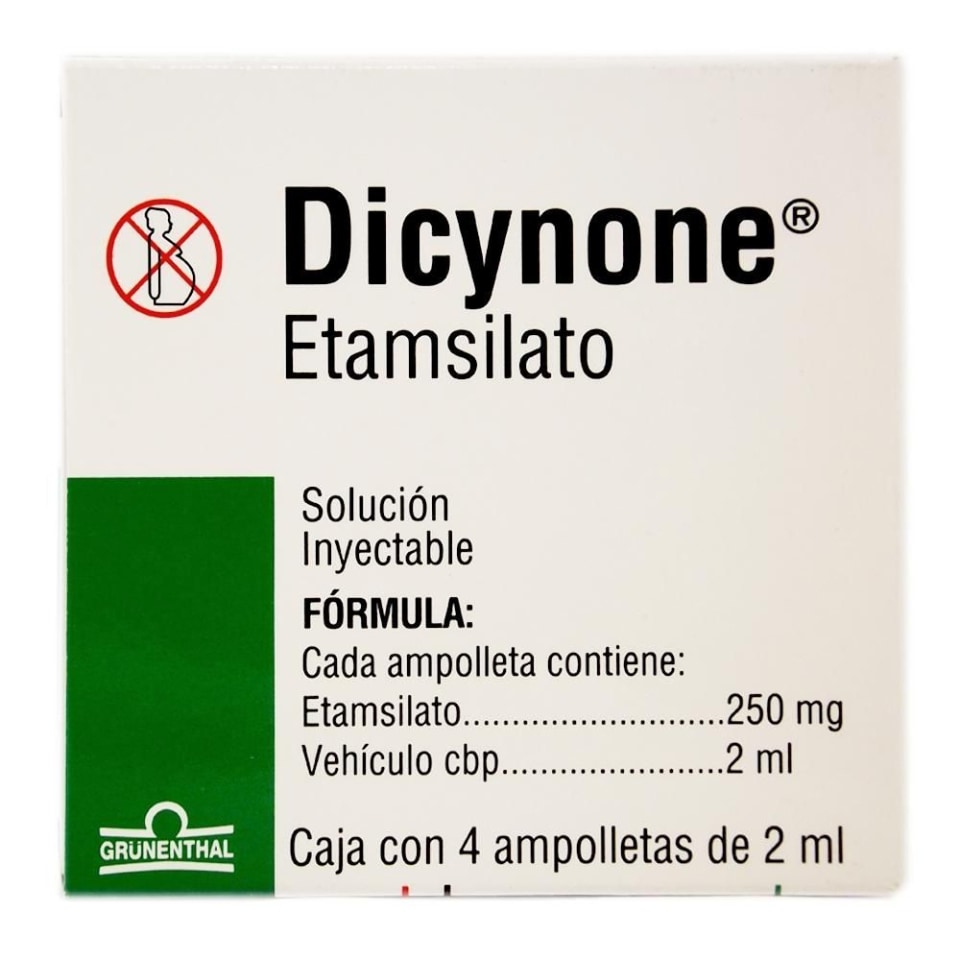 Dicynone®
Etamsilato
Solución
Inyectable
FÓRMULA:
Cada ampolleta contiene:
Etamsilato...........................250 mg
Vehículo cbp.......................2 ml
GRÜNENTHAL
Caja con 4 ampolletas de 2 ml